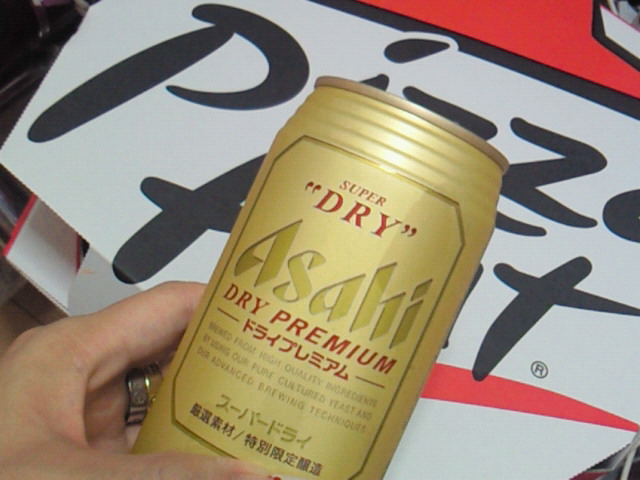 Pizza
Hut
®
SUPER
"DRY"
Asahi
DRY PREMIUM
ドライプレミアム
BREWED FROM HIGH QUALITY INGREDIENTS
BY USING OUR PURE CULTURED YEAST AND
OUR ADVANCED BREWING TECHNIQUES.
スーパードライ
厳選素材/特別限定醸造